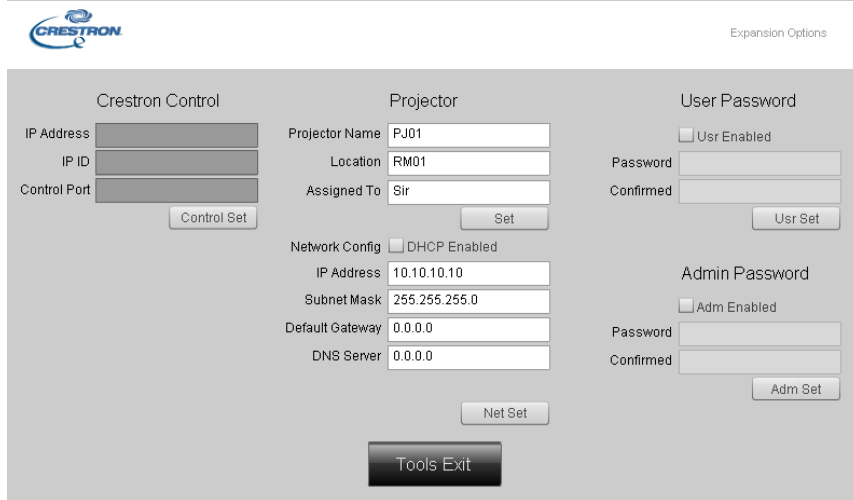 CRESTRON
Expansion Options
Crestron Control
IP Address
IP ID
Control Port
Control Set
Projector
Projector Name PJ01
Location RM01
Assigned To Sir
Set
Network Config DHCP Enabled
IP Address 10.10.10.10
Subnet Mask 255.255.255.0
Default Gateway 0.0.0.0
DNS Server 0.0.0.0
Net Set
User Password
Usr Enabled
Password
Confirmed
Usr Set
Admin Password
Adm Enabled
Password
Confirmed
Adm Set
Tools Exit